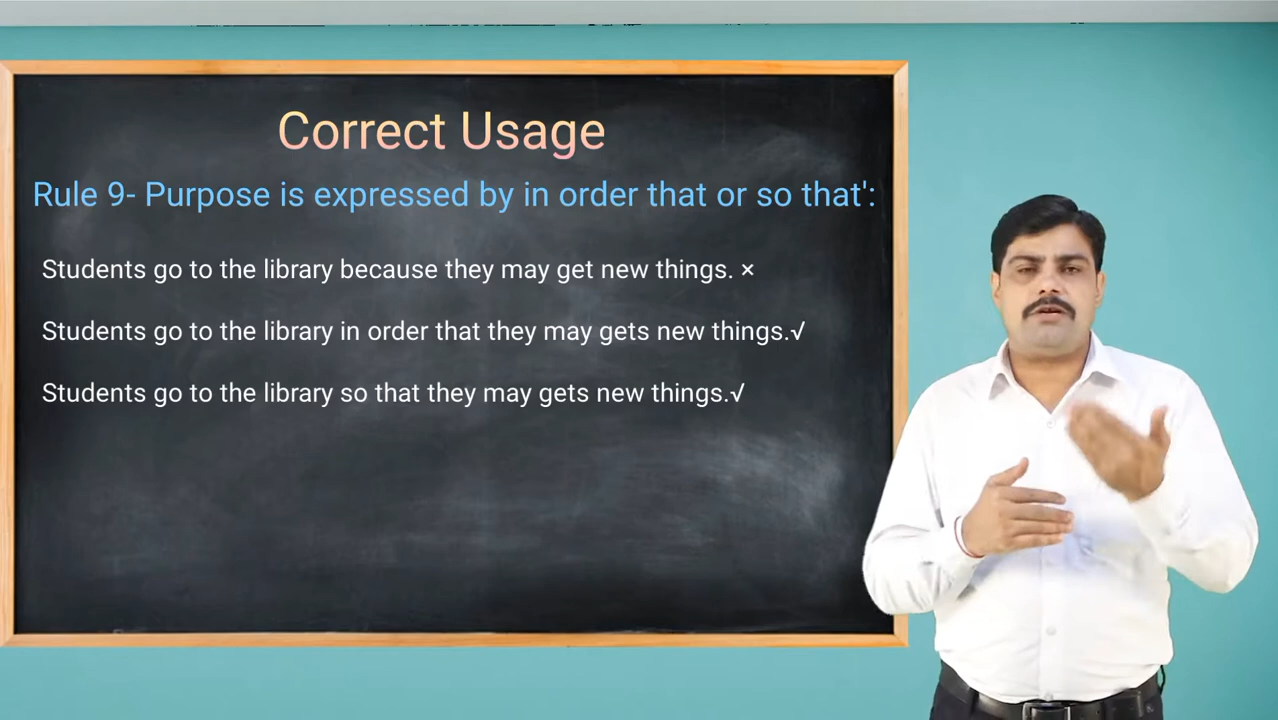 Correct Usage
Rule 9- Purpose is expressed by in order that or so that':
Students go to the library because they may get new things. ×
Students go to the library in order that they may gets new things.√
Students go to the library so that they may gets new things.√